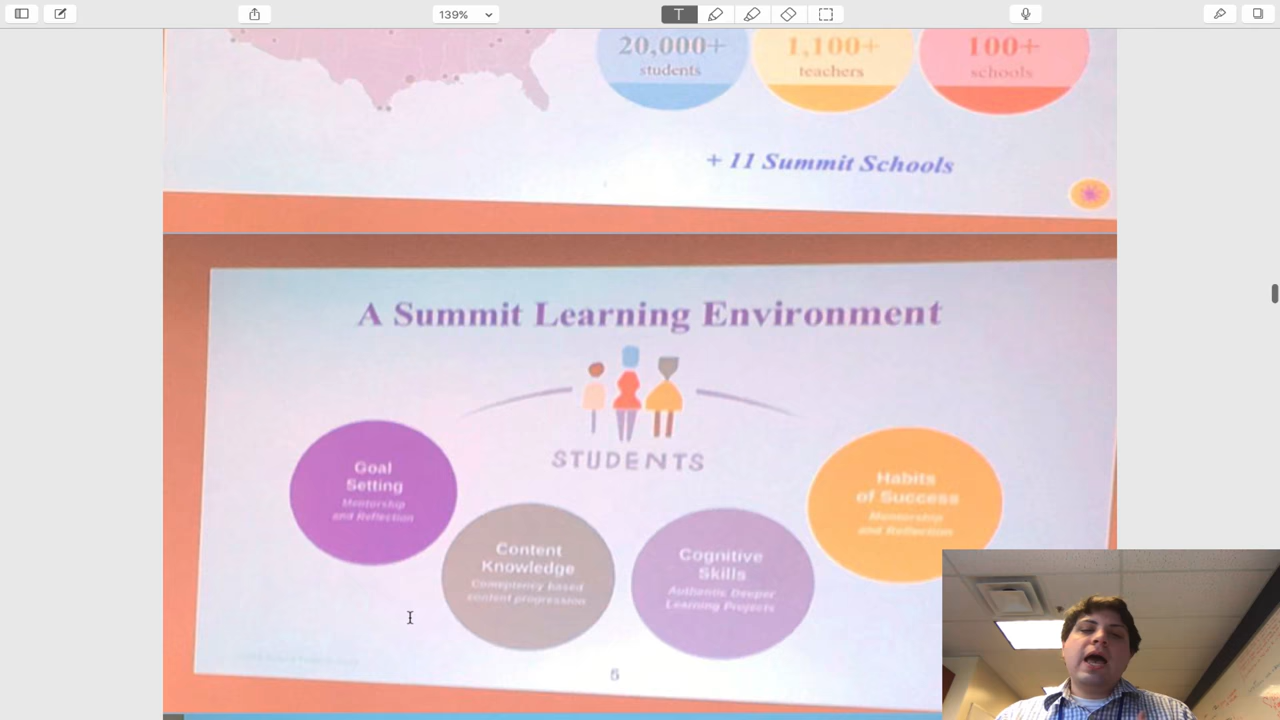 139%
T
20,000+
students
1,100+
teachers
100+
schools
+ 11 Summit Schools
A Summit Learning Environment
STUDENTS
Goal
Setting
Mentorship
and Reflection
Content
Knowledge
Competency based
content progression
Cognitive
Skills
Authentic Deeper
Learning Projects
Habits
of Success
Mentorship
and Reflection